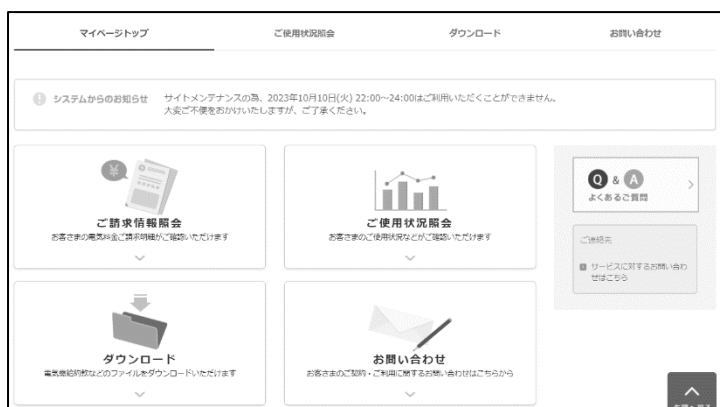 マイページトップ
ご使用状況照会
ダウンロード
お問い合わせ
システムからのお知らせ
サイトメンテナンスの為、2023年10月10日(火) 22:00～24:00はご利用いただくことができません。
大変ご不便をおかけいたしますが、ご了承ください。
¥
ご請求情報照会
お客さまの電気料金ご請求明細がご確認いただけます
ご使用状況照会
お客さまのご使用状況などがご確認いただけます
Q & A
よくあるご質問
ご連絡先
サービスに対するお問い合わ
せはこちら
ダウンロード
電気需給約款などのファイルをダウンロードいただけます
お問い合わせ
お客さまのご契約・ご利用に関するお問い合わせはこちらから